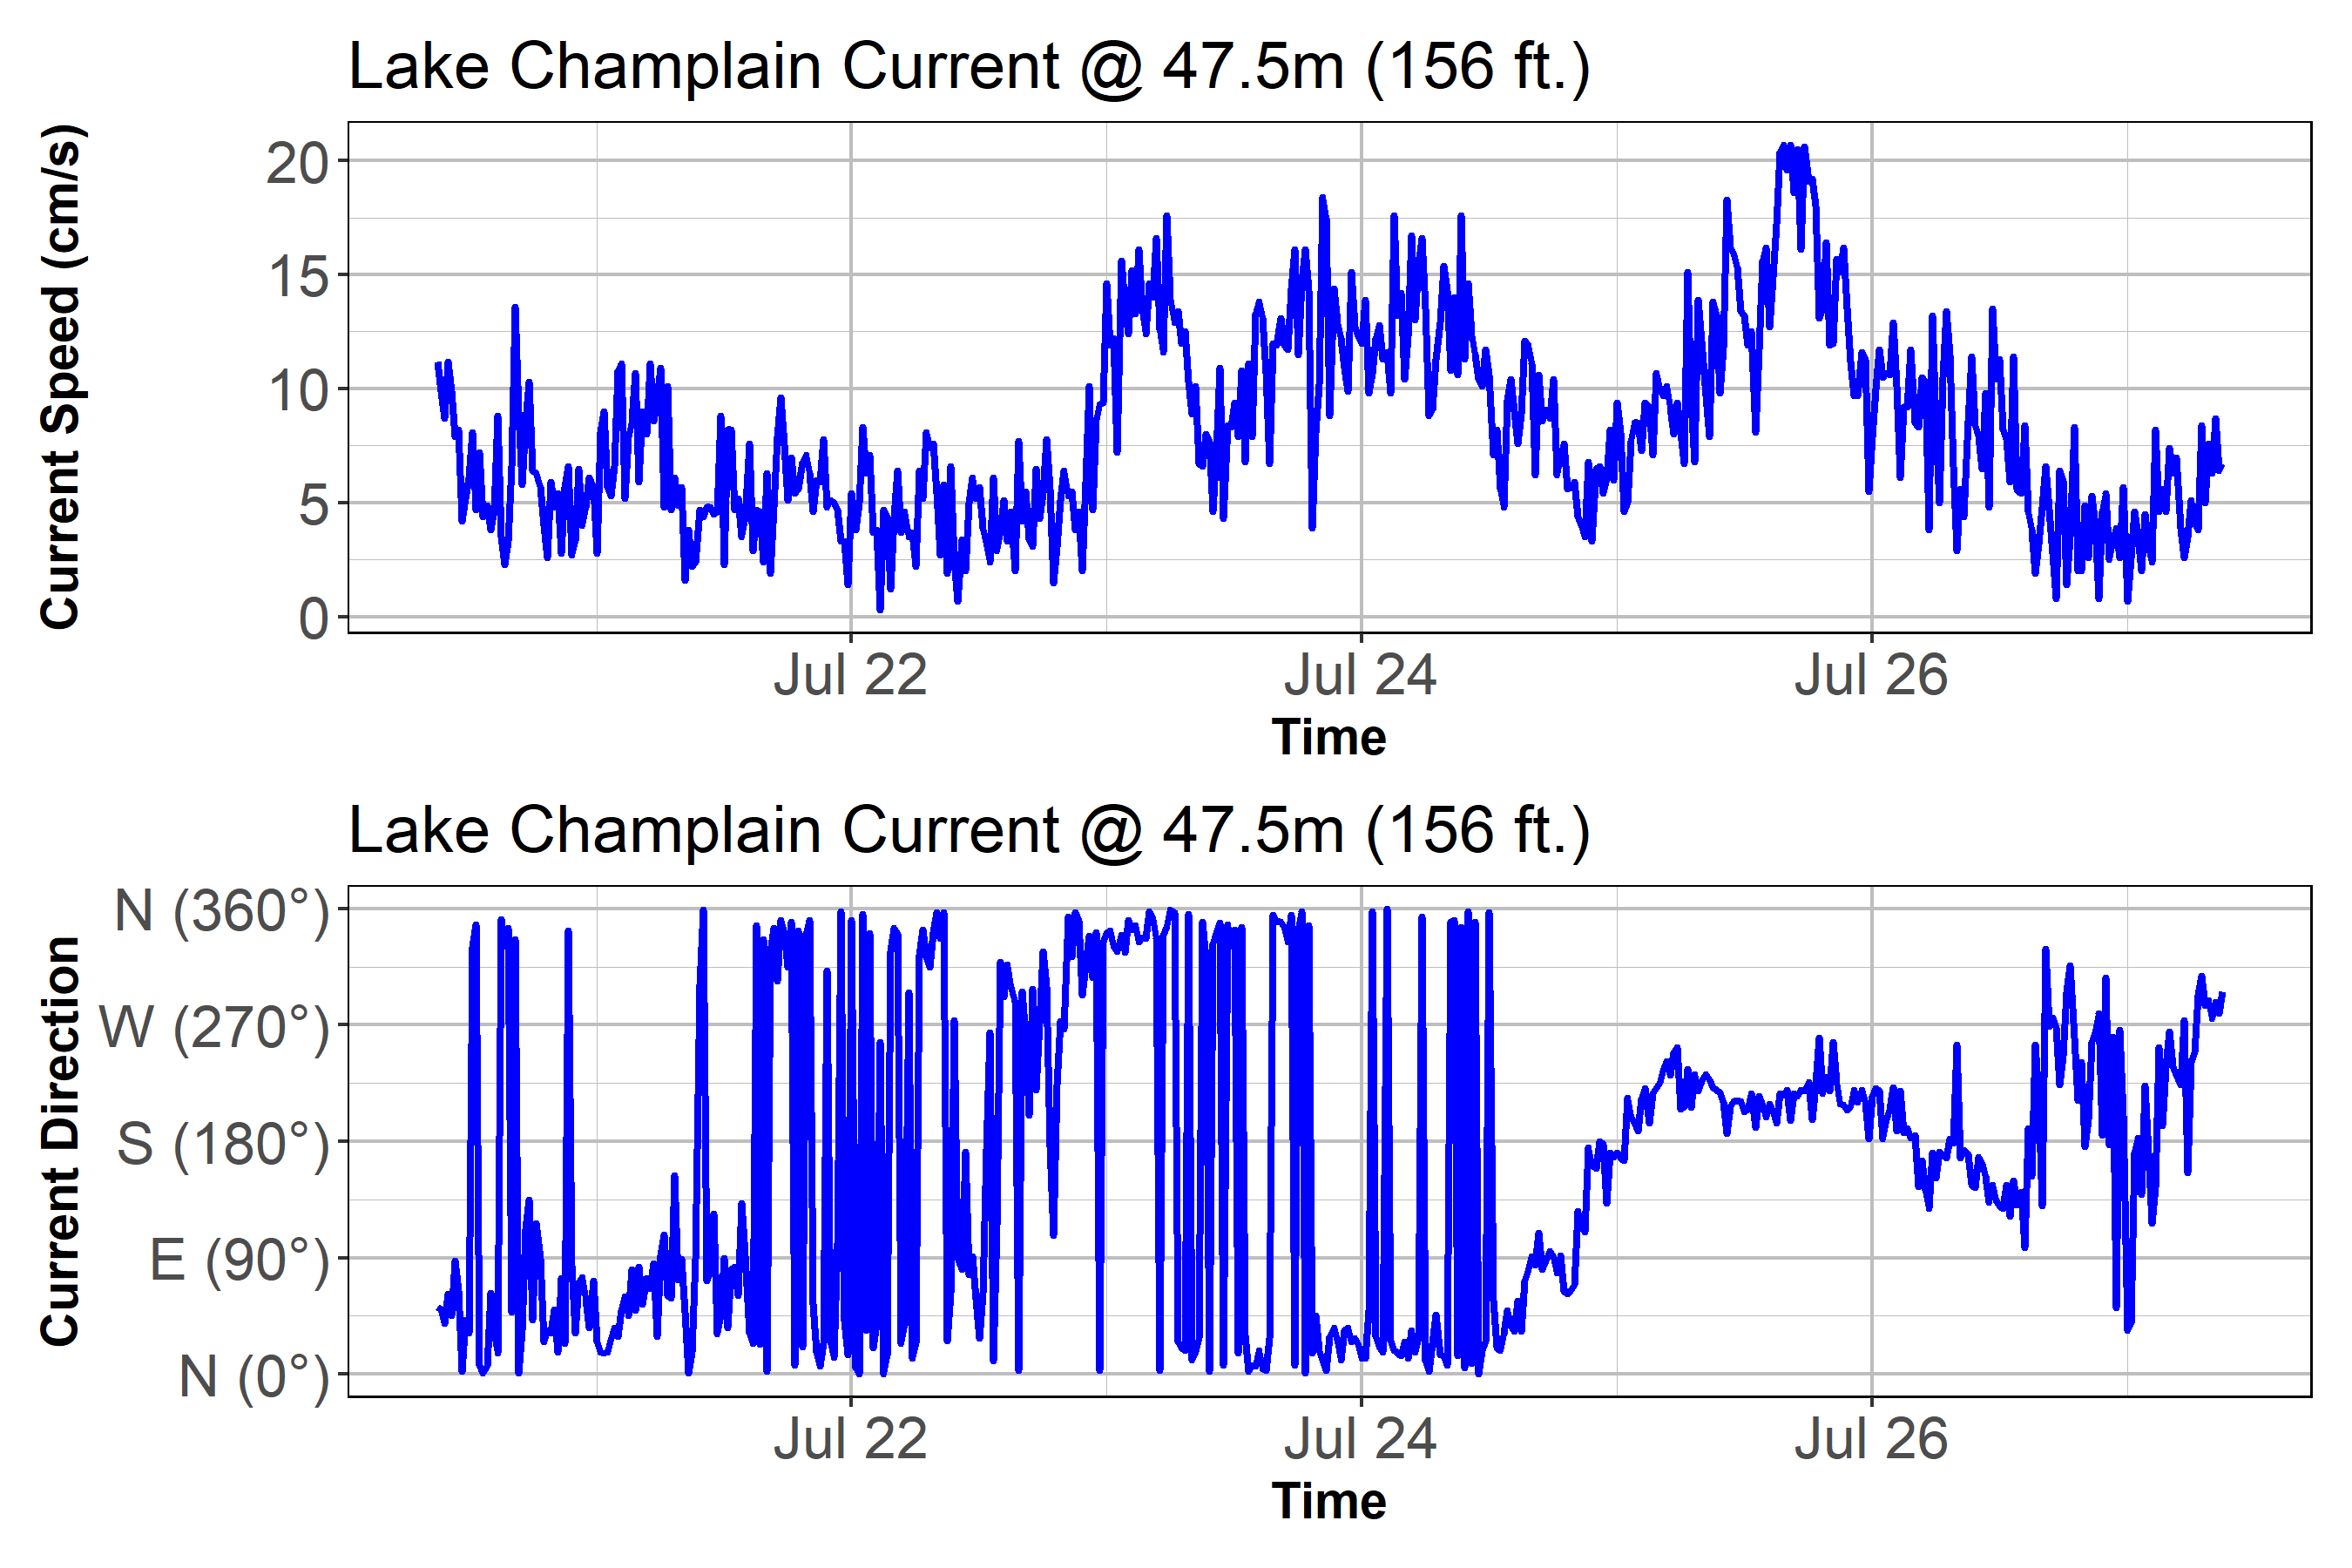 Lake Champlain Current @ 47.5m (156 ft.)
Current Speed (cm/s)
20
15
10
5
0
Jul 22 Jul 24 Jul 26
Time
Lake Champlain Current @ 47.5m (156 ft.)
Current Direction
N (360°)
W (270°)
S (180°)
E (90°)
N (0°)
Jul 22 Jul 24 Jul 26
Time